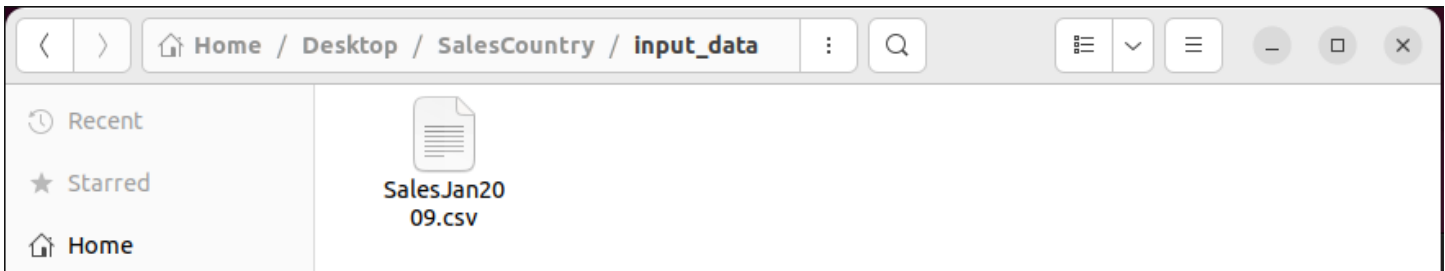 Home / Desktop / SalesCountry / input_data
Recent
Starred
Home
SalesJan20
09.csv